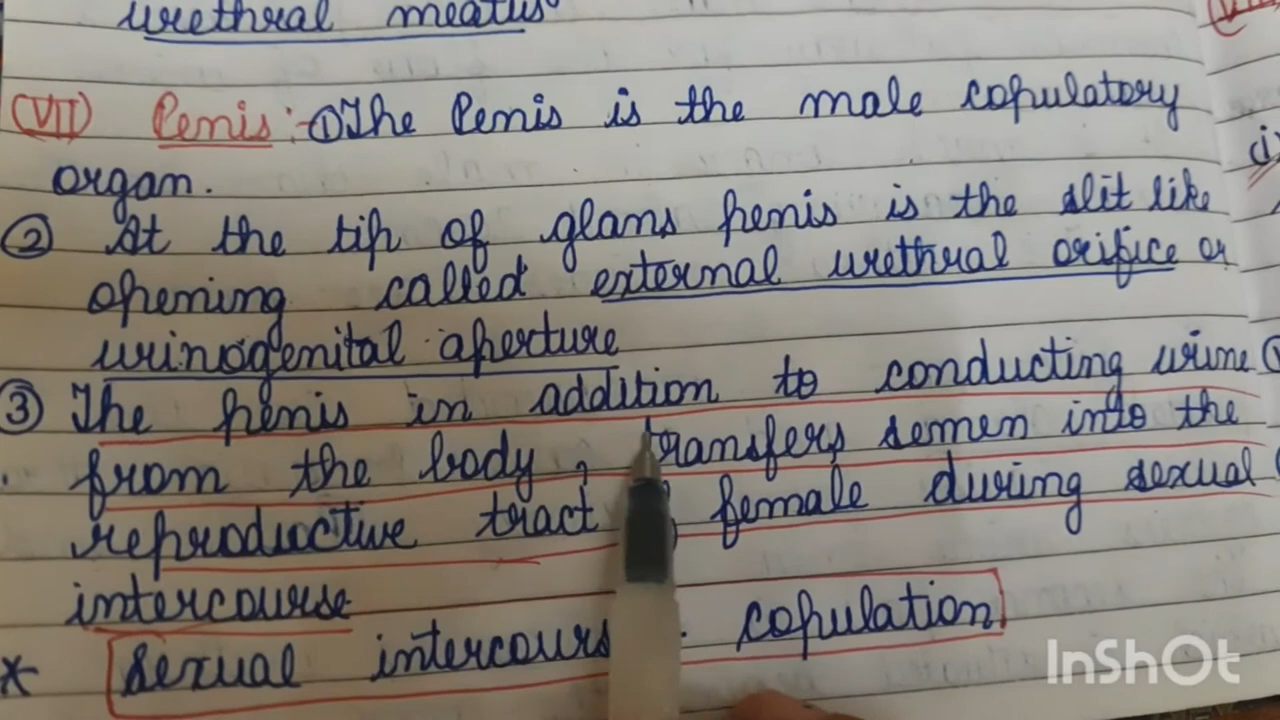 urethral meatus
(VII) Penis :- ① The Penis is the male copulatory
organ.
② At the tip of glans penis is the slit like
opening called external urethral orifice or
urinogenital aperture
③ The penis in addition to conducting urine
from the body, transfers semen into the
reproductive tract female during sexual
intercourse
* sexual intercours copulation
InShOt